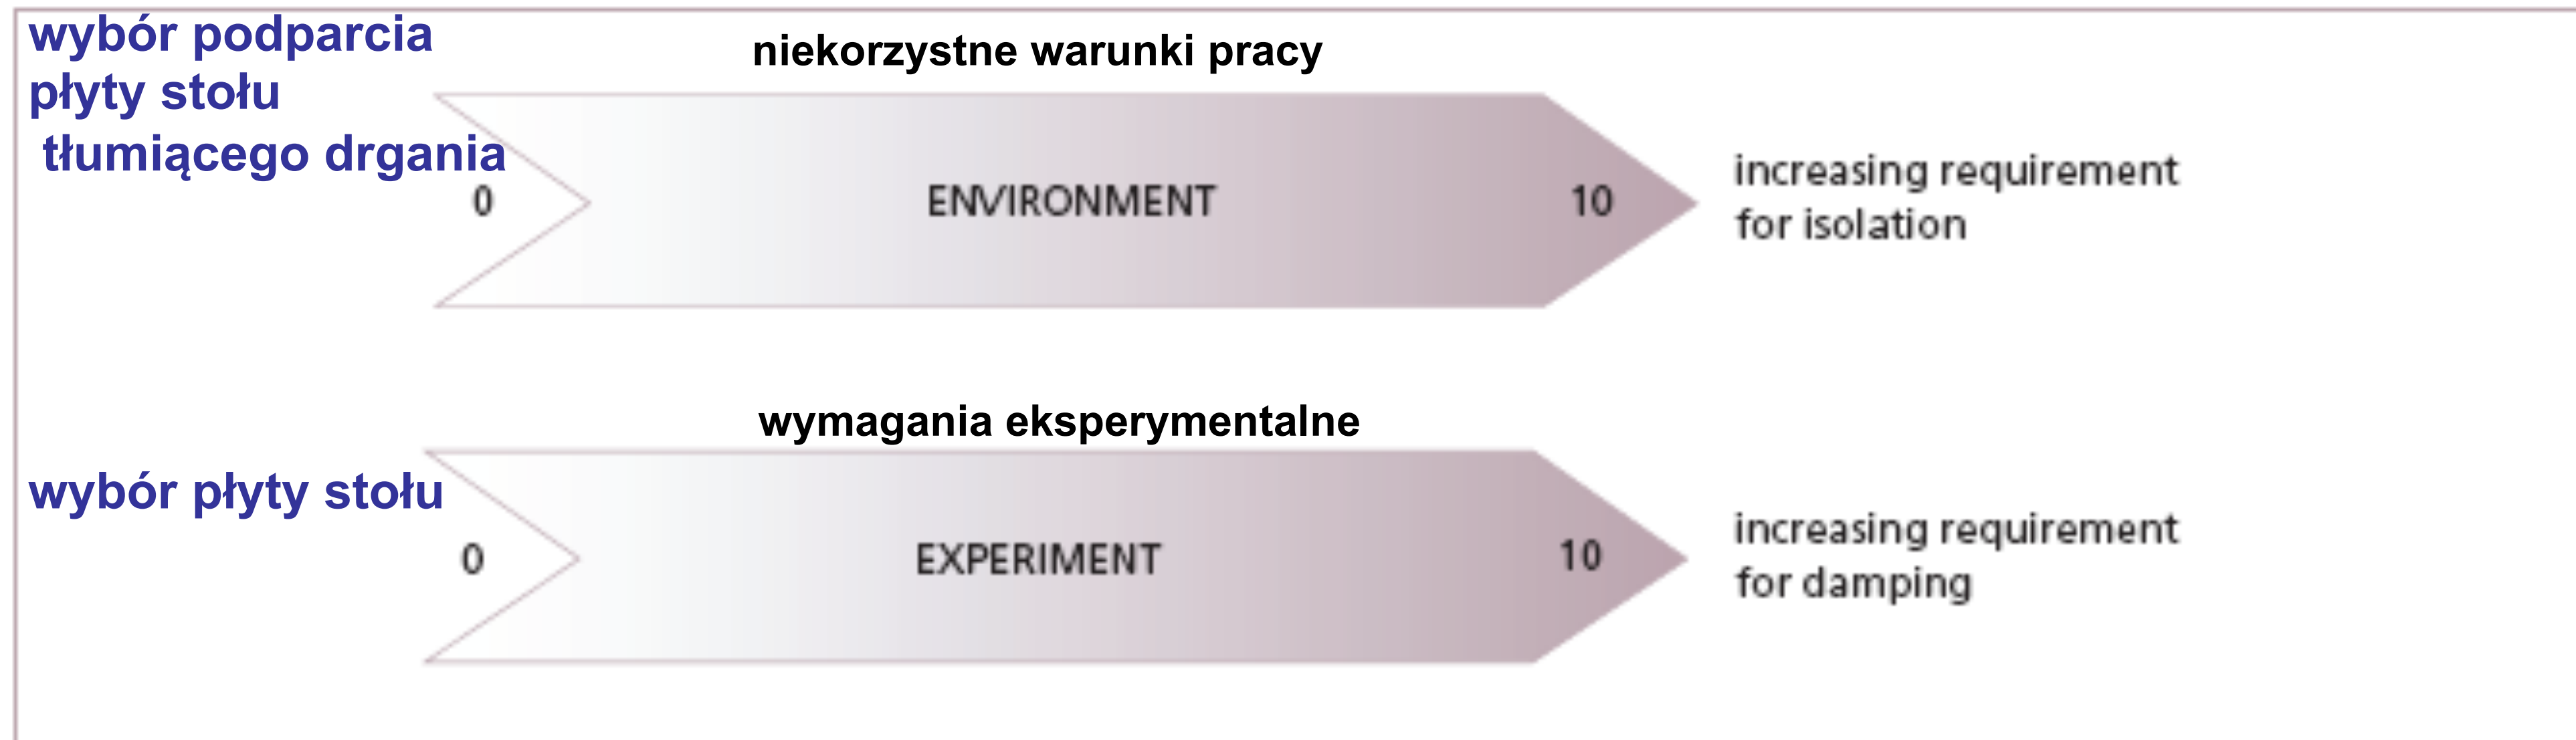 wybór podparcia
płyty stołu
tłumiącego drgania
niekorzystne warunki pracy
0
ENVIRONMENT
10
increasing requirement
for isolation
wymagania eksperymentalne
wybór płyty stołu
0
EXPERIMENT
10
increasing requirement
for damping